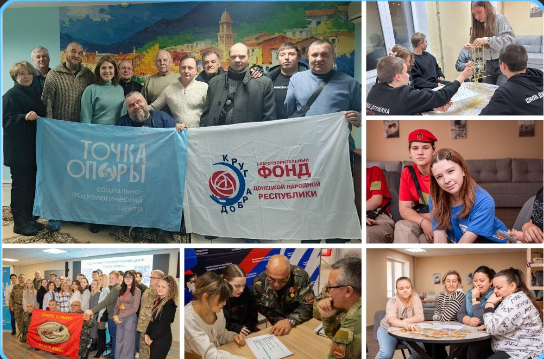 ТОЧКА
ОПОРЫ
СОЦИАЛЬНО-
ПСИХОЛОГИЧЕСКИЙ
ЦЕНТР
КРУГ
ДОБРА
БЛАГОТВОРИТЕЛЬНЫЙ
ФОНД
ДОНЕЦКОЙ НАРОДНОЙ
РЕСПУБЛИКИ